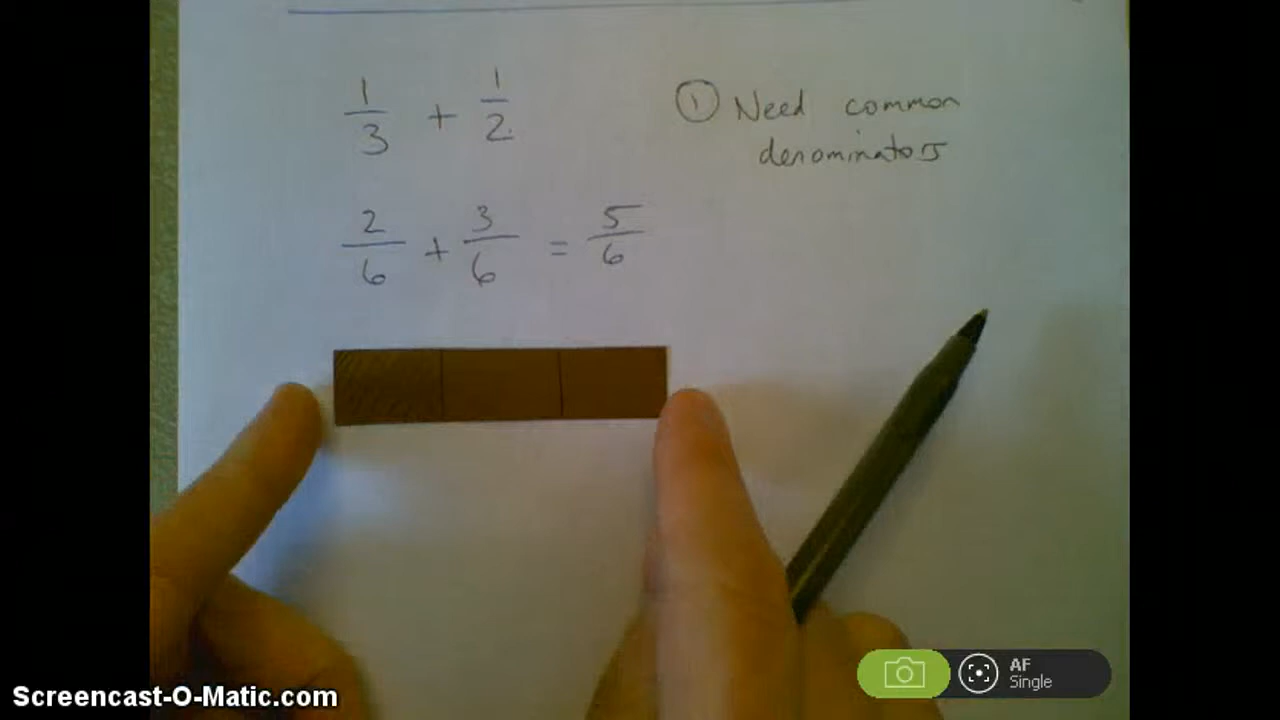 1/3 + 1/2
① Need common
denominators
2/6 + 3/6 = 5/6
AF
Single
Screencast-O-Matic.com